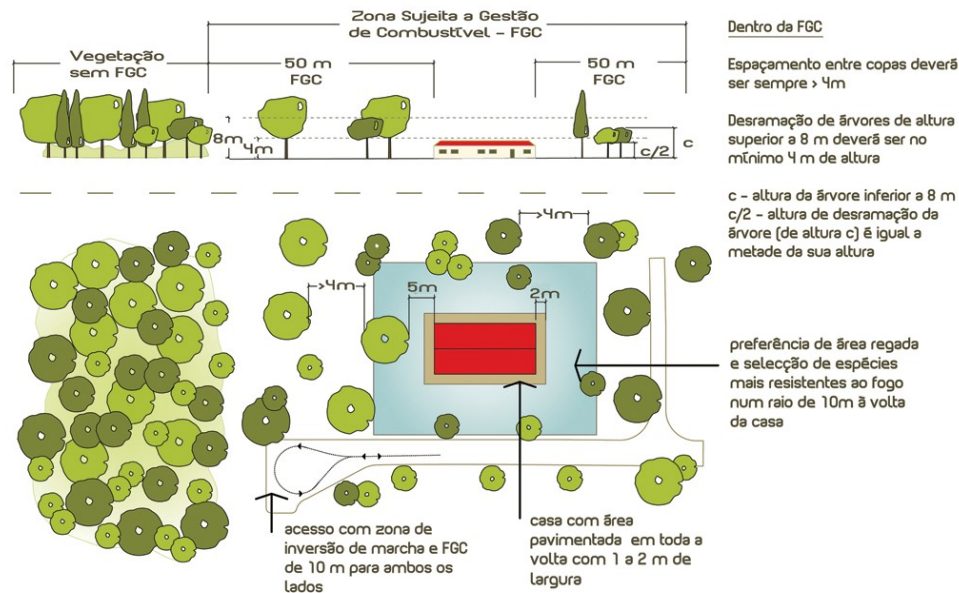 Zona Sujeita a Gestão
de Combustível - FGC
Vegetação
sem FGC
50 m
FGC
50 m
FGC
8m
4m
c/2
c
Dentro da FGC
Espaçamento entre copas deverá
ser sempre > 4m
Desramação de árvores de altura
superior a 8 m deverá ser no
mínimo 4 m de altura
c - altura da árvore inferior a 8 m
c/2 - altura de desramação da
árvore (de altura c) é igual a
metade da sua altura
>4m
>4m
5m
2m
preferência de área regada
e selecção de espécies
mais resistentes ao fogo
num raio de 10m à volta
da casa
acesso com zona de
inversão de marcha e FGC
de 10 m para ambos os
lados
casa com área
pavimentada em toda a
volta com 1 a 2 m de
largura